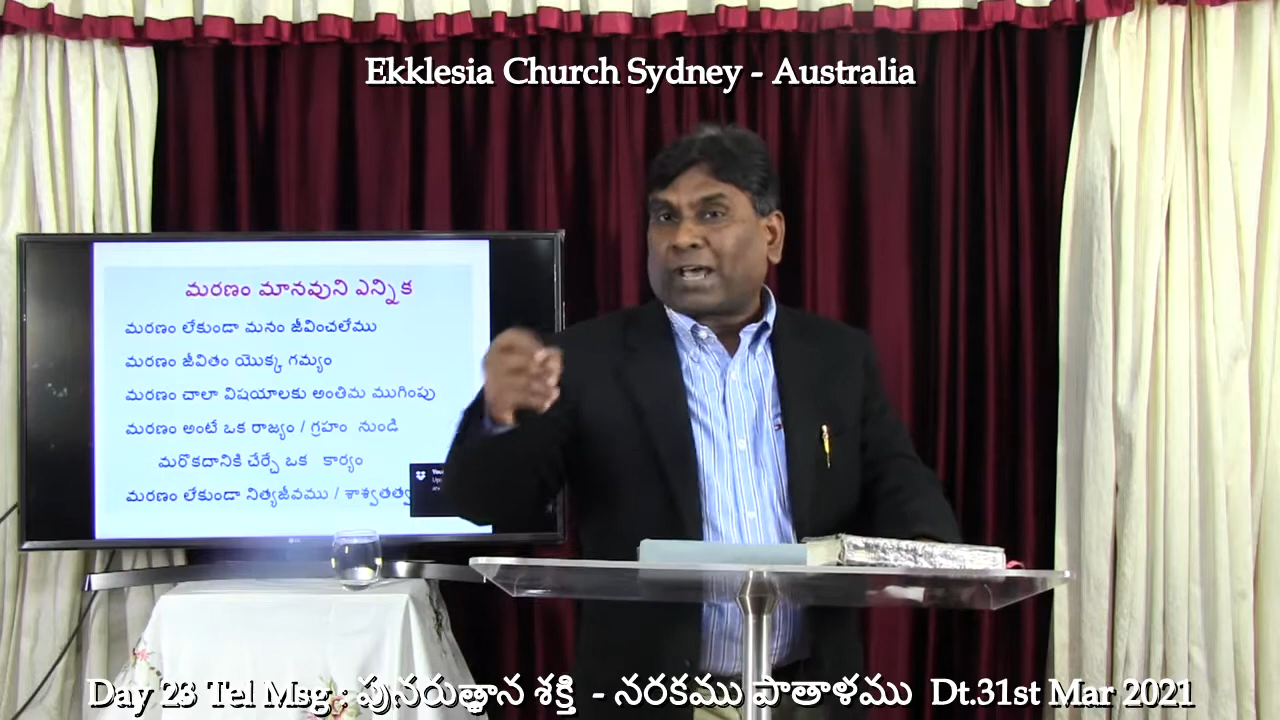 Ekklesia Church Sydney - Australia
మరణం మానవుని ఎన్నిక
మరణం లేకుండా మనం జీవించలేము
మరణం జీవితం యొక్క గమ్యం
మరణం చాలా విషయాలకు అంతిమ ముగింపు
మరణం అంటే ఒక రాజ్యం / గ్రహం నుండి
మరొకదానికి చేర్చే ఒక కార్యం
మరణం లేకుండా నిత్యజీవము /
LG
Day 23 Tel Msg : పునరుత్థాన శక్తి - నరకము పాతాళము Dt.31st Mar 2021